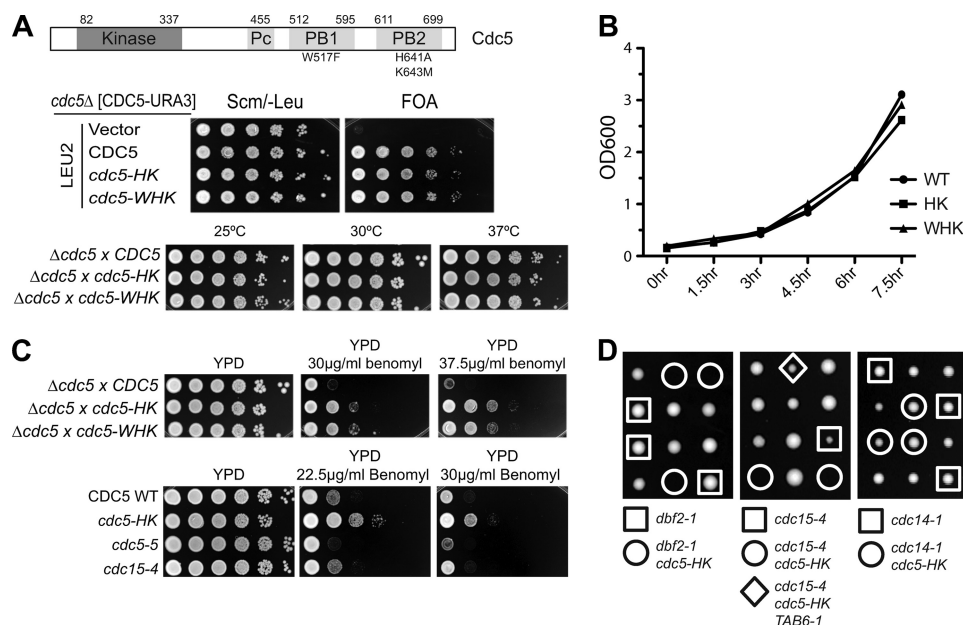 A
82 337 455 512 595 611 699
Kinase Pc PB1 PB2 Cdc5
W517F H641A
K643M
cdc5Δ [CDC5-URA3] Scm/-Leu FOA
LEU2
Vector
CDC5
cdc5-HK
cdc5-WHK
25ºC 30ºC 37ºC
Δcdc5 x CDC5
Δcdc5 x cdc5-HK
Δcdc5 x cdc5-WHK
B
OD600
4
3
2
1
0
0hr 1.5hr 3hr 4.5hr 6hr 7.5hr
WT
HK
WHK
C
YPD YPD YPD
30µg/ml benomyl 37.5µg/ml benomyl
Δcdc5 x CDC5
Δcdc5 x cdc5-HK
Δcdc5 x cdc5-WHK
YPD YPD YPD
22.5µg/ml Benomyl 30µg/ml Benomyl
CDC5 WT
cdc5-HK
cdc5-5
cdc15-4
D
dbf2-1
dbf2-1
cdc5-HK
cdc15-4
cdc15-4
cdc5-HK
cdc15-4
cdc5-HK
TAB6-1
cdc14-1
cdc14-1
cdc5-HK